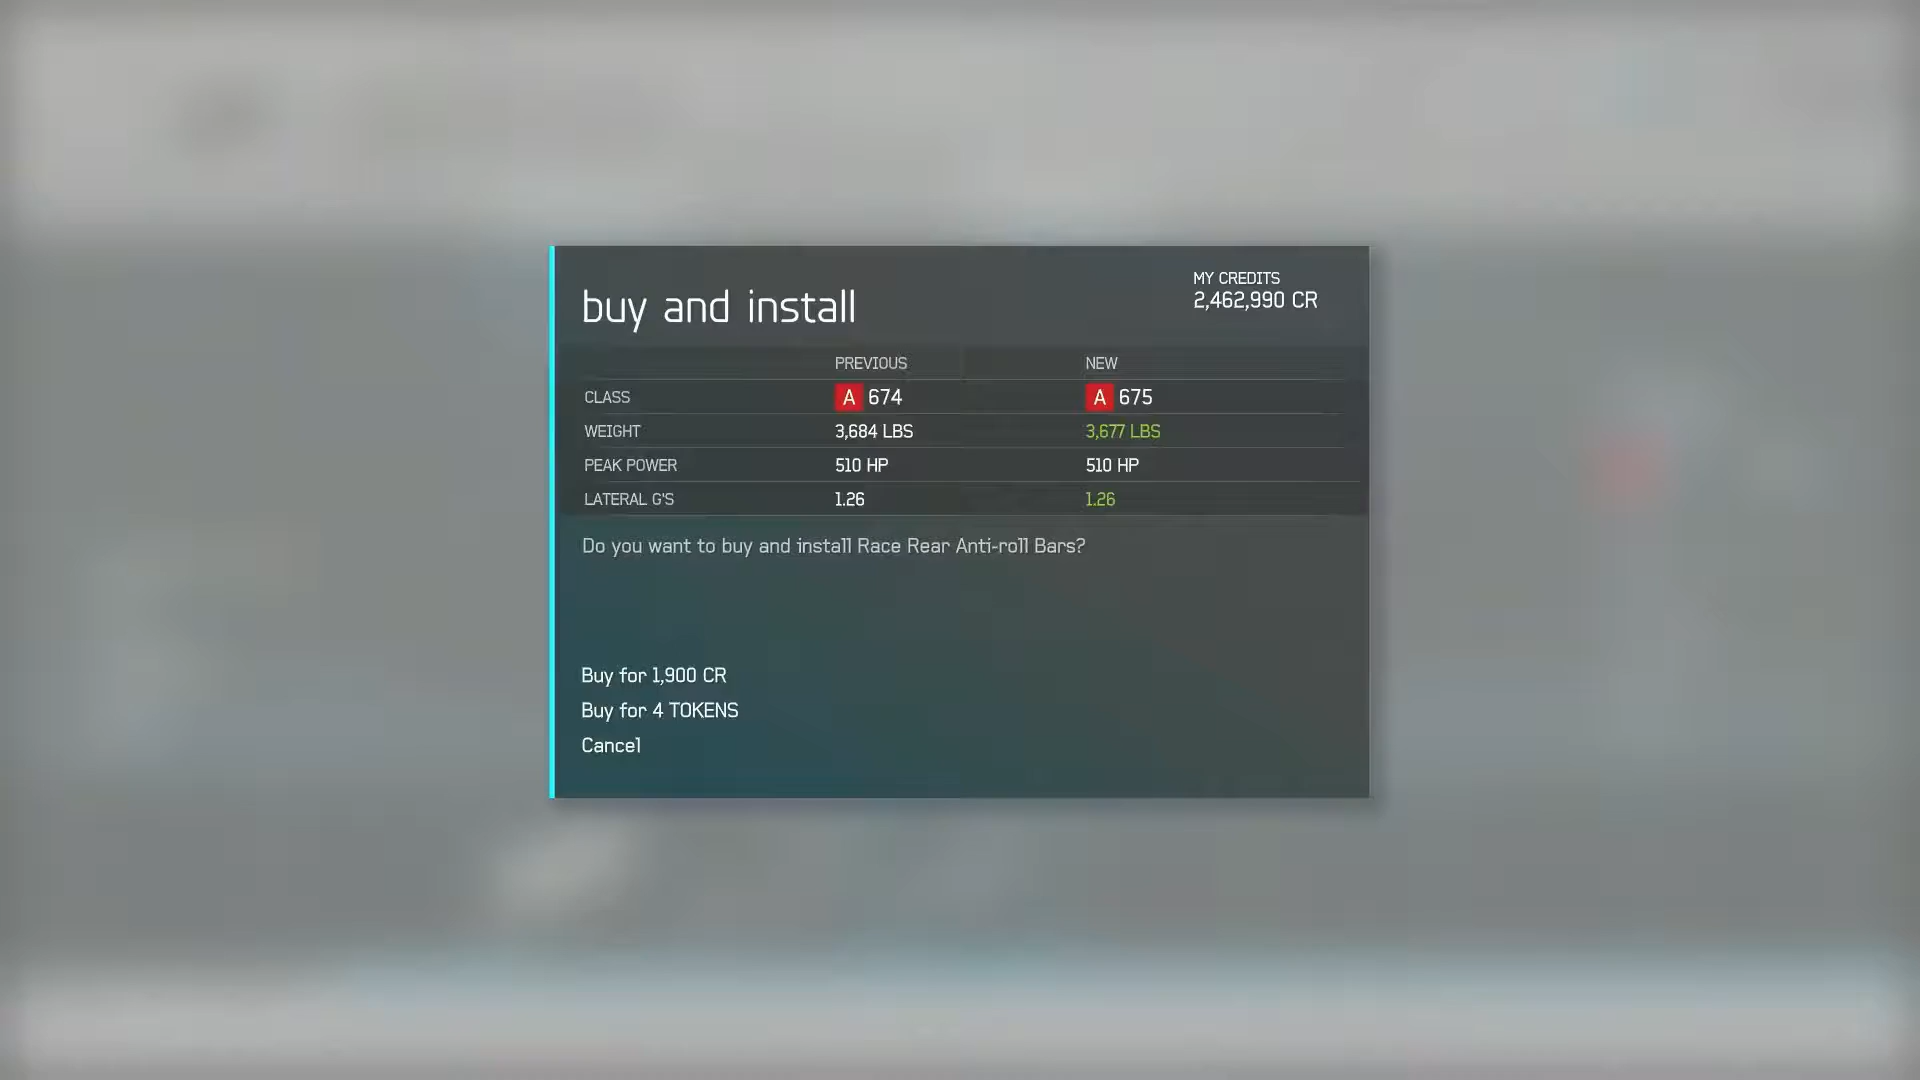 buy and install
MY CREDITS
2,462,990 CR
PREVIOUS NEW
CLASS A 674 A 675
WEIGHT 3,684 LBS 3,677 LBS
PEAK POWER 510 HP 510 HP
LATERAL G'S 1.26 1.26
Do you want to buy and install Race Rear Anti-roll Bars?
Buy for 1,900 CR
Buy for 4 TOKENS
Cancel